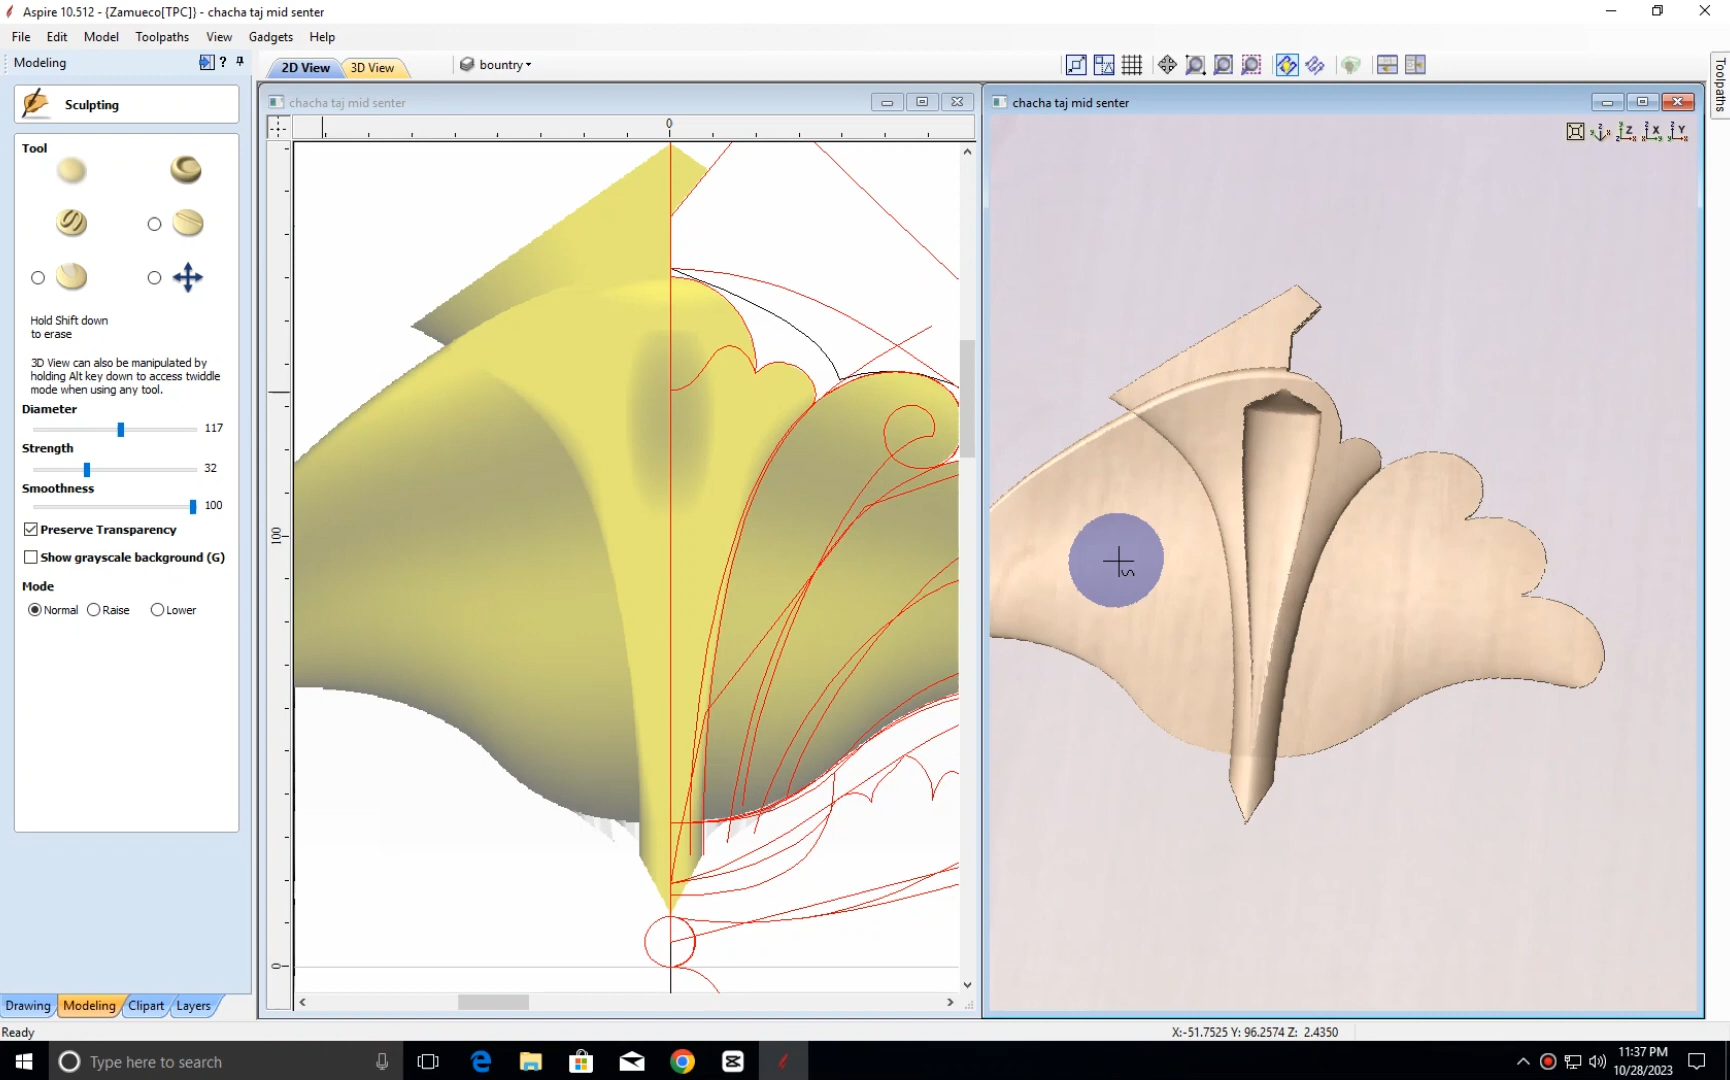 Aspire 10.512 - {Zamueco[TPC]} - chacha taj mid senter
File Edit Model Toolpaths View Gadgets Help
Modeling ?
2D View 3D View bountry
Toolpaths
Sculpting
chacha taj mid senter
chacha taj mid senter
0
Z X Y
Tool
Hold Shift down
to erase
3D View can also be manipulated by
holding Alt key down to access twiddle
mode when using any tool.
Diameter
117
Strength
32
Smoothness
100
Preserve Transparency
Show grayscale background (G)
Mode
Normal Raise Lower
100
0
Drawing Modeling Clipart Layers
Ready
X:-51.7525 Y: 96.2574 Z: 2.4350
Type here to search
11:37 PM
10/28/2023